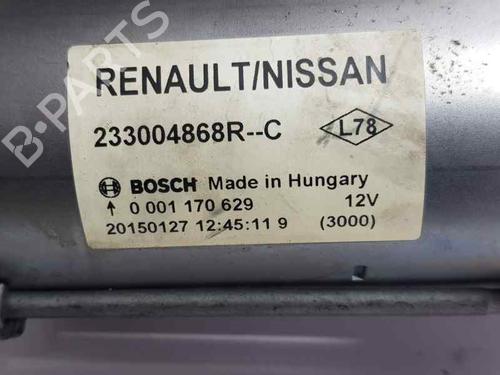 RENAULT/NISSAN
233004868R--C L78
BOSCH Made in Hungary
0 001 170 629 12V
20150127 12:45:11 9 (3000)
B-PARTS